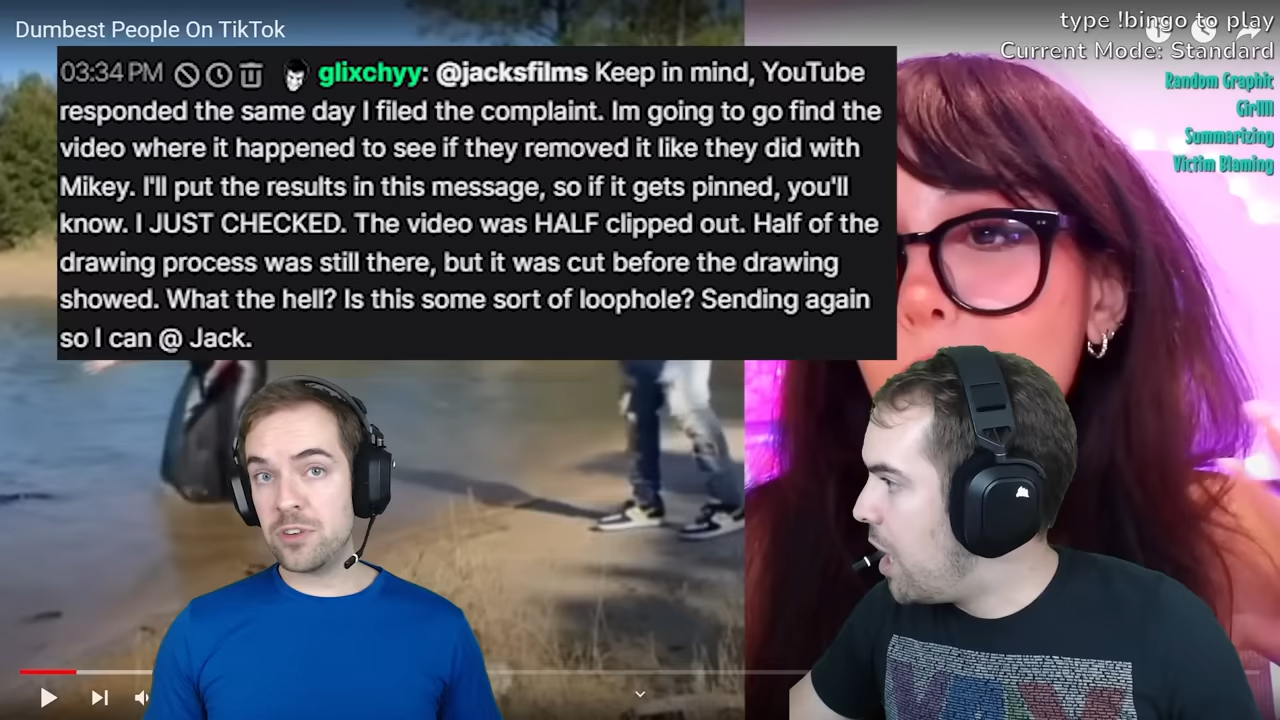 Dumbest People On TikTok
type !bingo to play
Current Mode: Standard
Random Graphic
Girlllll
Summarizing
Victim Blaming
03:34 PM glixchyy: @jacksfilms Keep in mind, YouTube
responded the same day I filed the complaint. Im going to go find the
video where it happened to see if they removed it like they did with
Mikey. I'll put the results in this message, so if it gets pinned, you'll
know. I JUST CHECKED. The video was HALF clipped out. Half of the
drawing process was still there, but it was cut before the drawing
showed. What the hell? Is this some sort of loophole? Sending again
so I can @ Jack.